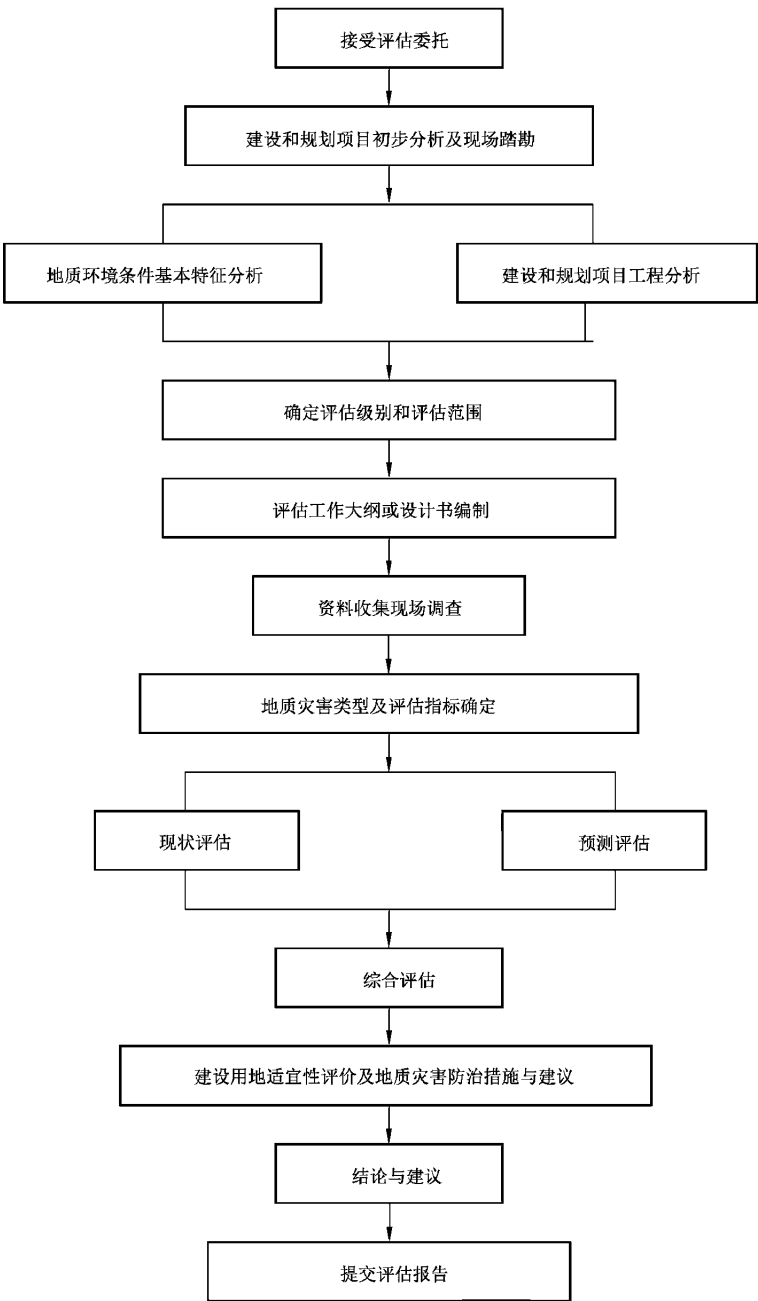 接受评估委托
建设和规划项目初步分析及现场踏勘
地质环境条件基本特征分析
建设和规划项目工程分析
确定评估级别和评估范围
评估工作大纲或设计书编制
资料收集现场调查
地质灾害类型及评估指标确定
现状评估
预测评估
综合评估
建设用地适宜性评价及地质灾害防治措施与建议
结论与建议
提交评估报告